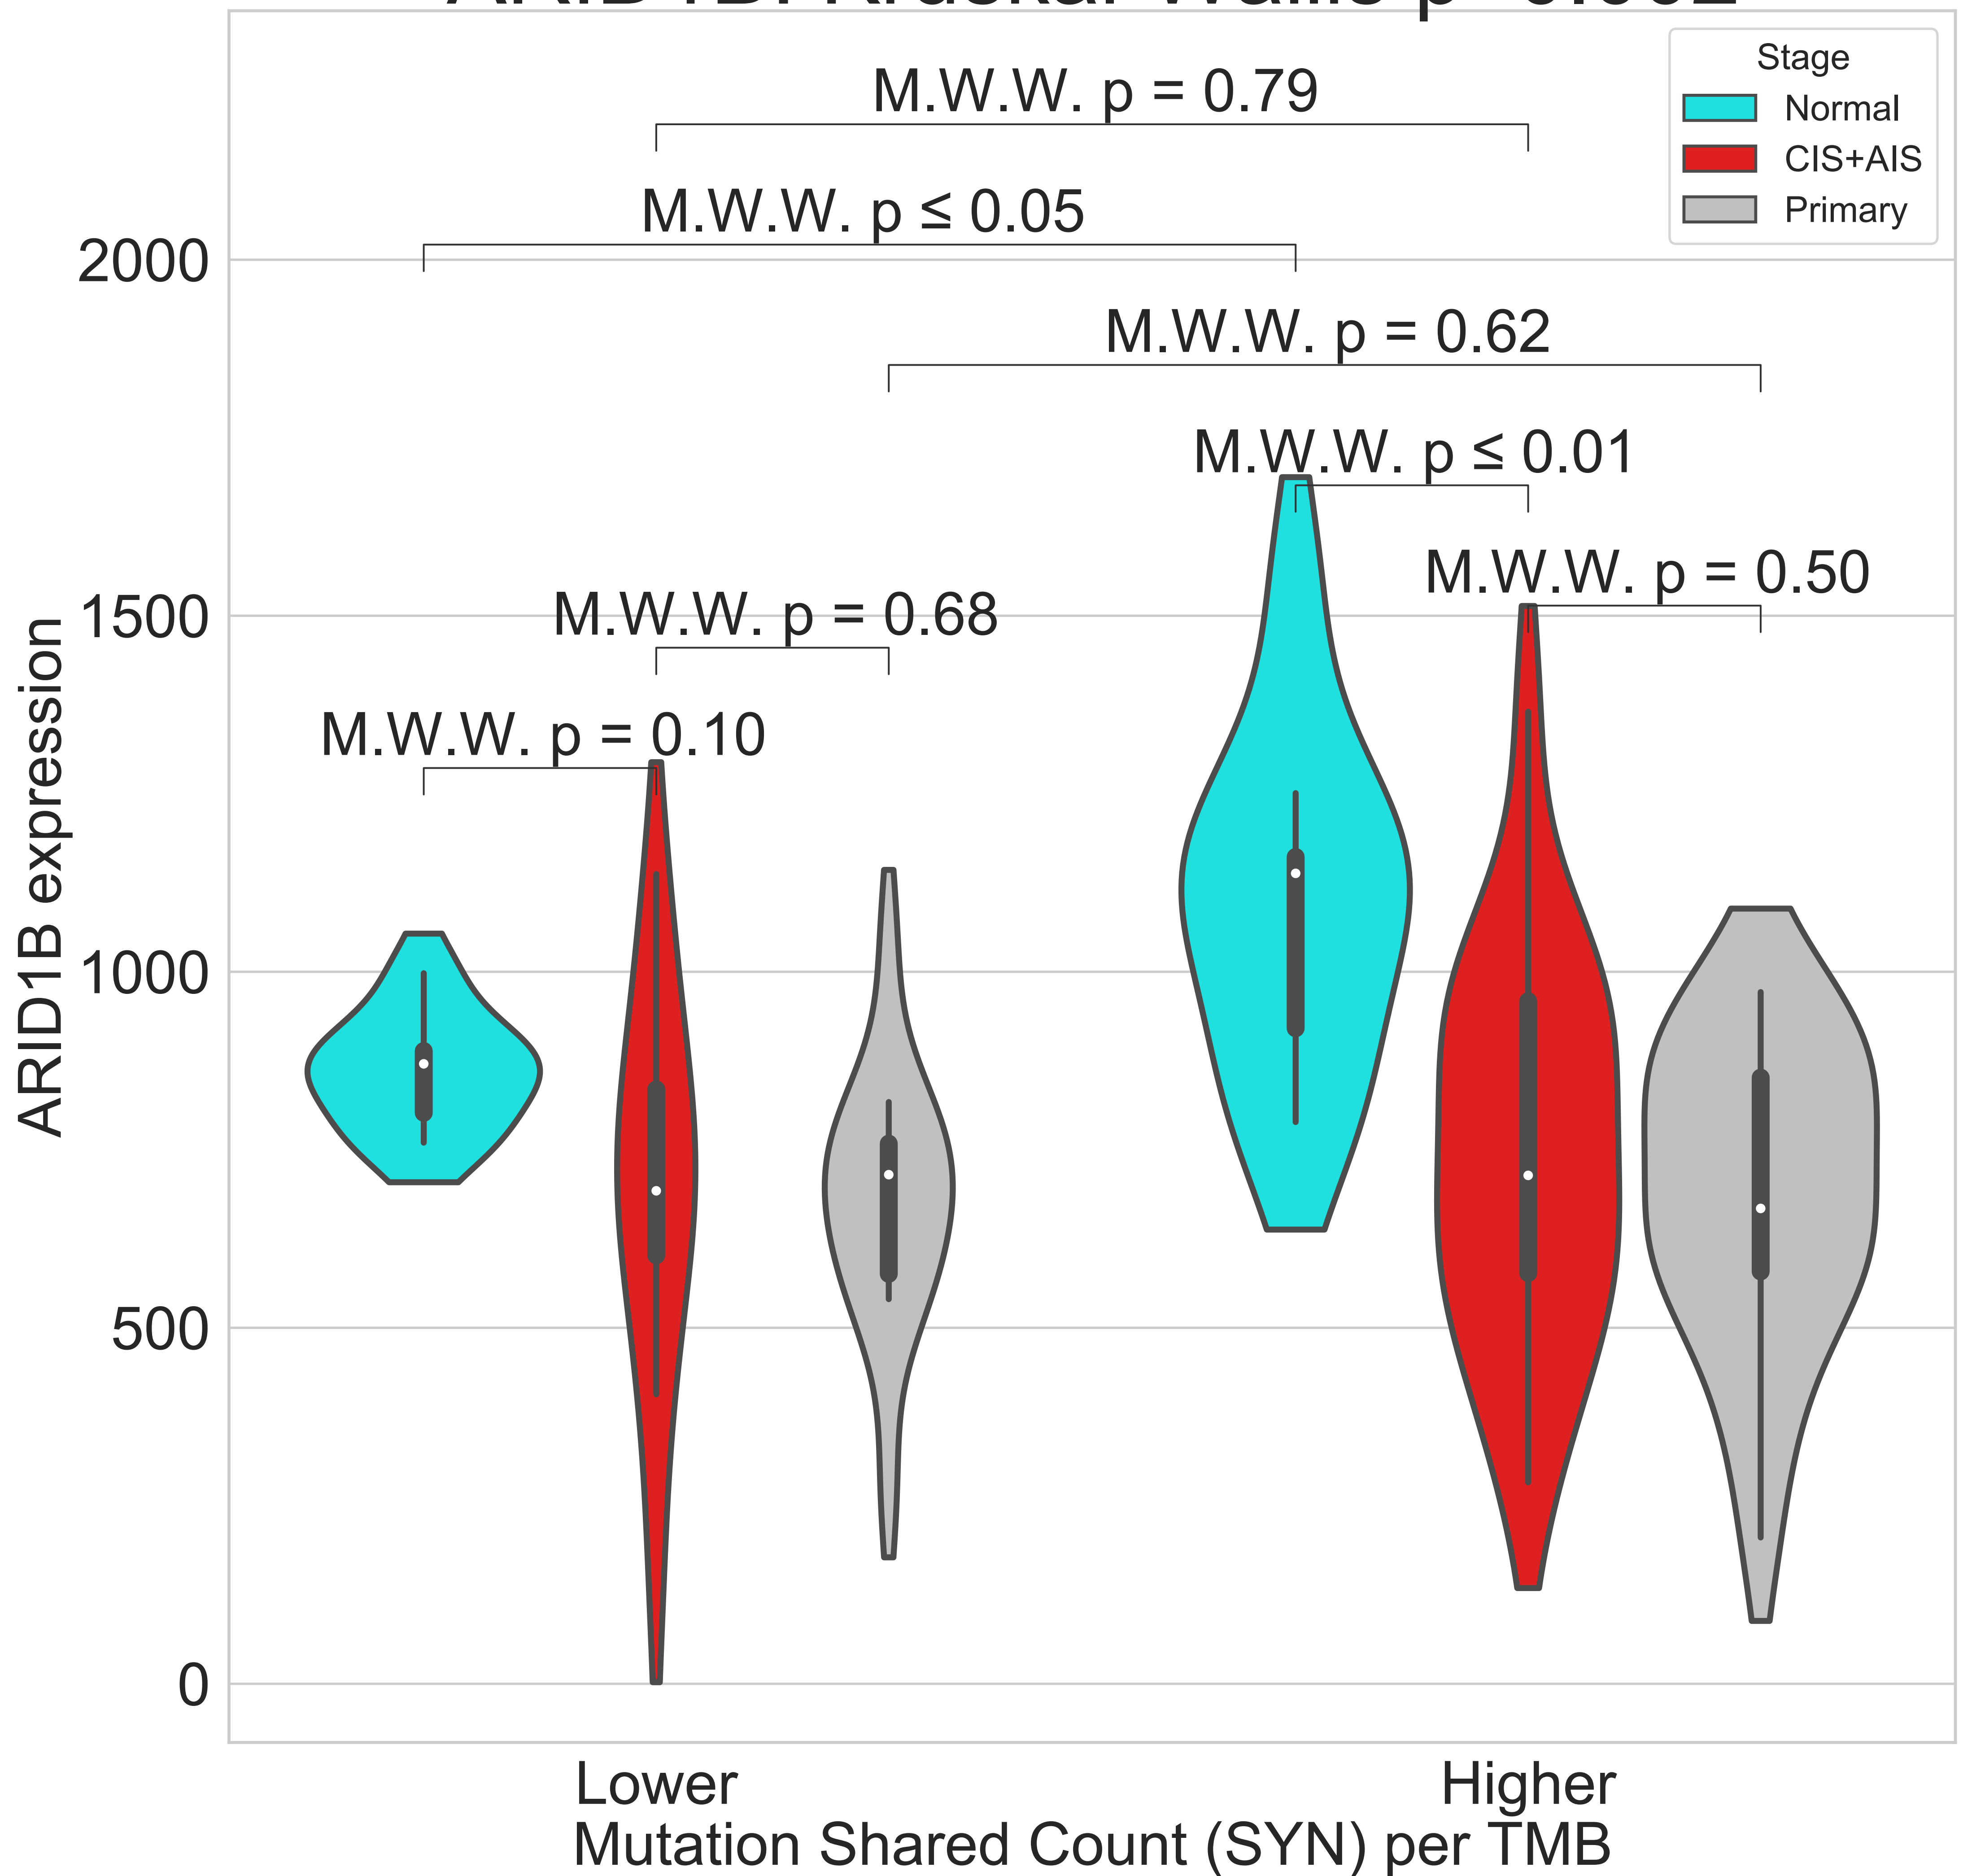 Stage
Normal
CIS+AIS
Primary
M.W.W. p = 0.79
M.W.W. p ≤ 0.05
M.W.W. p = 0.62
M.W.W. p ≤ 0.01
M.W.W. p = 0.50
M.W.W. p = 0.68
M.W.W. p = 0.10
2000
1500
1000
500
0
ARID1B expression
Lower
Higher
Mutation Shared Count (SYN) per TMB